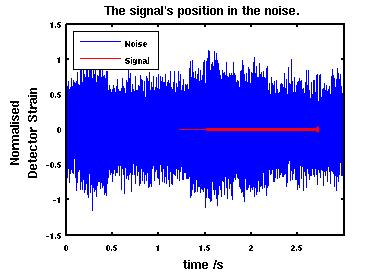 The signal's position in the noise.
1.5
Noise
Signal
1
0.5
0
-0.5
-1
-1.5
Normalised
Detector Strain
0 0.5 1 1.5 2 2.5
time /s